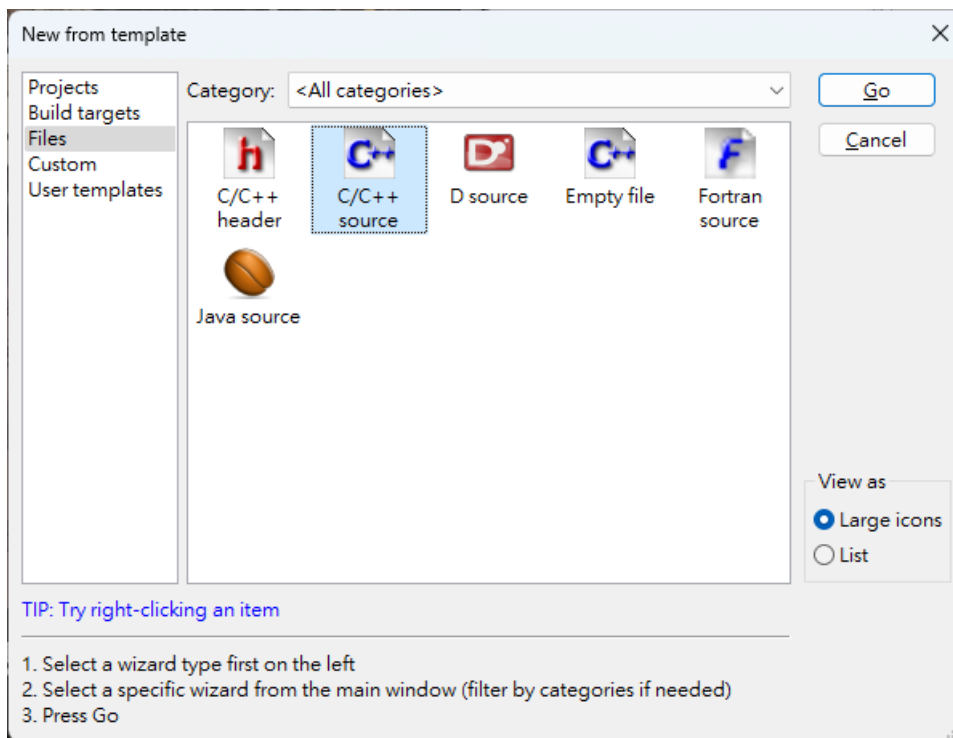 New from template
Projects
Build targets
Files
Custom
User templates
Category:
<All categories>
Go
Cancel
h
C/C++
header
C++
C/C++
source
D
D source
C++
Empty file
F
Fortran
source
Java source
View as
Large icons
List
TIP: Try right-clicking an item
1. Select a wizard type first on the left
2. Select a specific wizard from the main window (filter by categories if needed)
3. Press Go